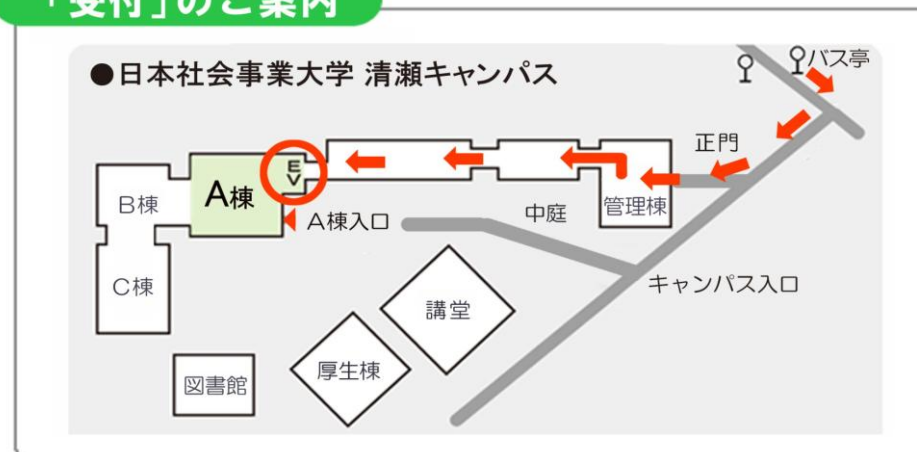 「受付」のご案内
●日本社会事業大学 清瀬キャンパス
バス亭
正門
EV
A棟
B棟
A棟入口
中庭
管理棟
C棟
キャンパス入口
講堂
厚生棟
図書館